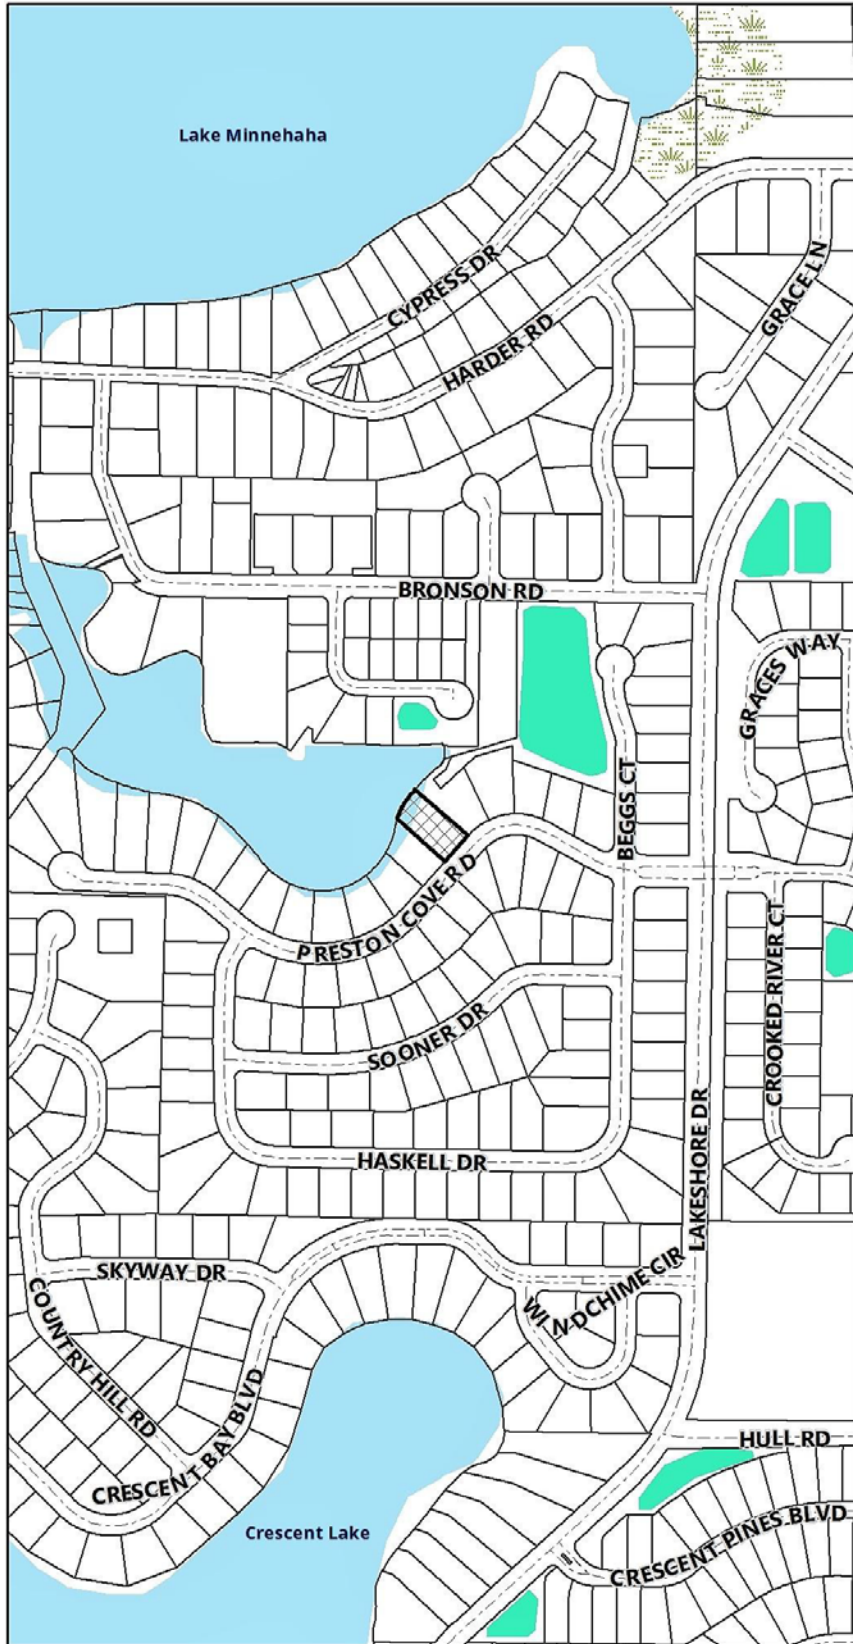 Lake Minnehaha
CYPRESS DR
GRACE LN
HARDER RD
BRONSON RD
GRACES WAY
BEGGS CT
PRESTON COVE RD
CROOKED RIVER CT
SOONER DR
LAKESHORE DR
HASKELL DR
SKYWAY DR
WINDCHIME CIR
COUNTRY HILL RD
CRESCENT BAY BLVD
HULL RD
Crescent Lake
CRESCENT PINES BLVD